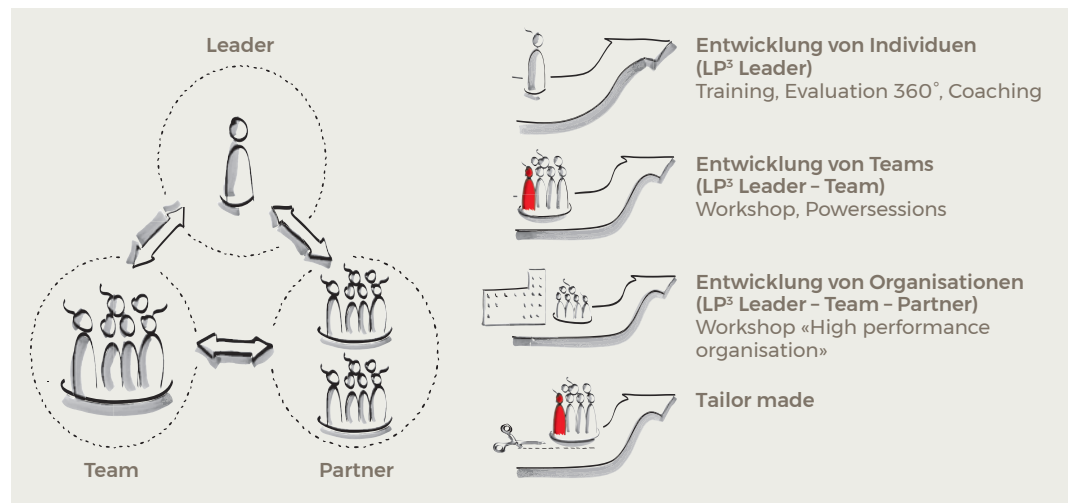 Leader
Team
Partner
Entwicklung von Individuen
(LP³ Leader)
Training, Evaluation 360°, Coaching
Entwicklung von Teams
(LP³ Leader – Team)
Workshop, Powersessions
Entwicklung von Organisationen
(LP³ Leader – Team – Partner)
Workshop «High performance
organisation»
Tailor made